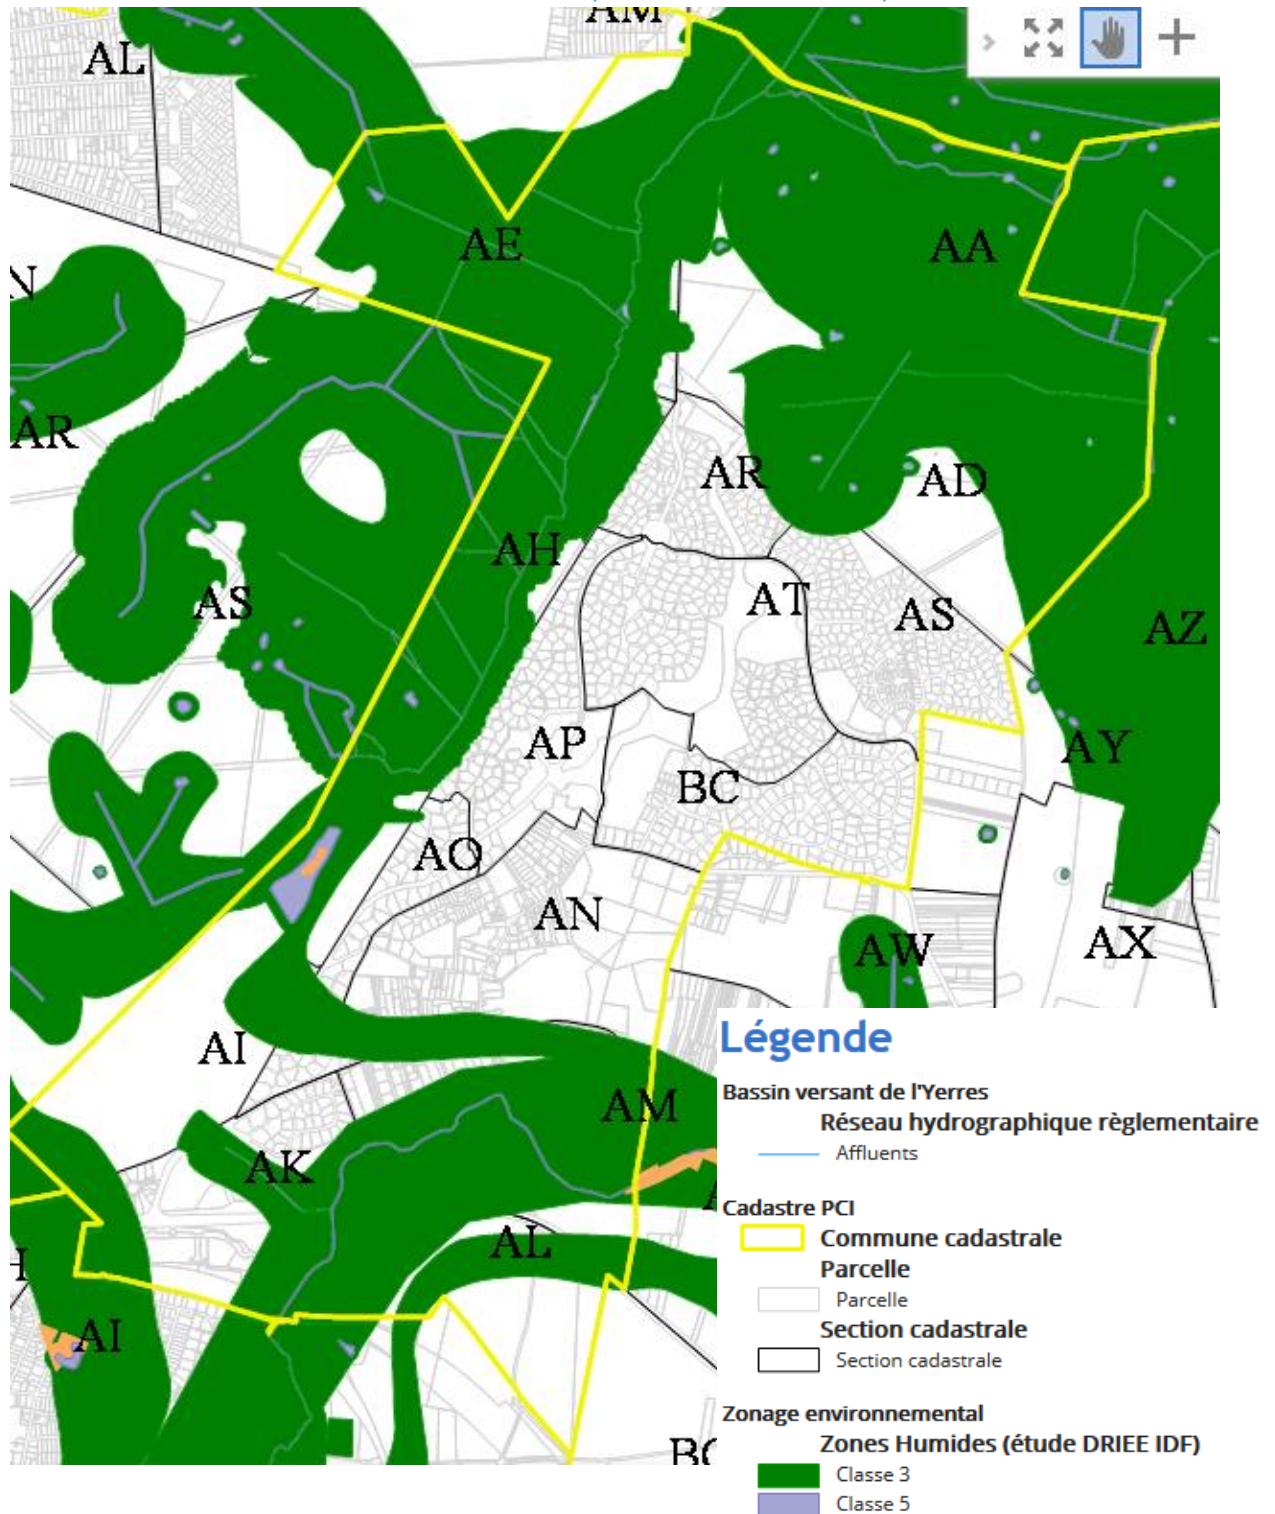 AM
AL
AE
AA
N
AR
AR
AD
AH
AS
AT
AS
AZ
AP
AY
BC
AO
AN
AW
AX
AI
AM
AK
AL
AI
Légende
Bassin versant de l'Yerres
Réseau hydrographique règlementaire
Affluents
Cadastre PCI
Commune cadastrale
Parcelle
Parcelle
Section cadastrale
Section cadastrale
Zonage environnemental
Zones Humides (étude DRIEE IDF)
Classe 3
Classe 5